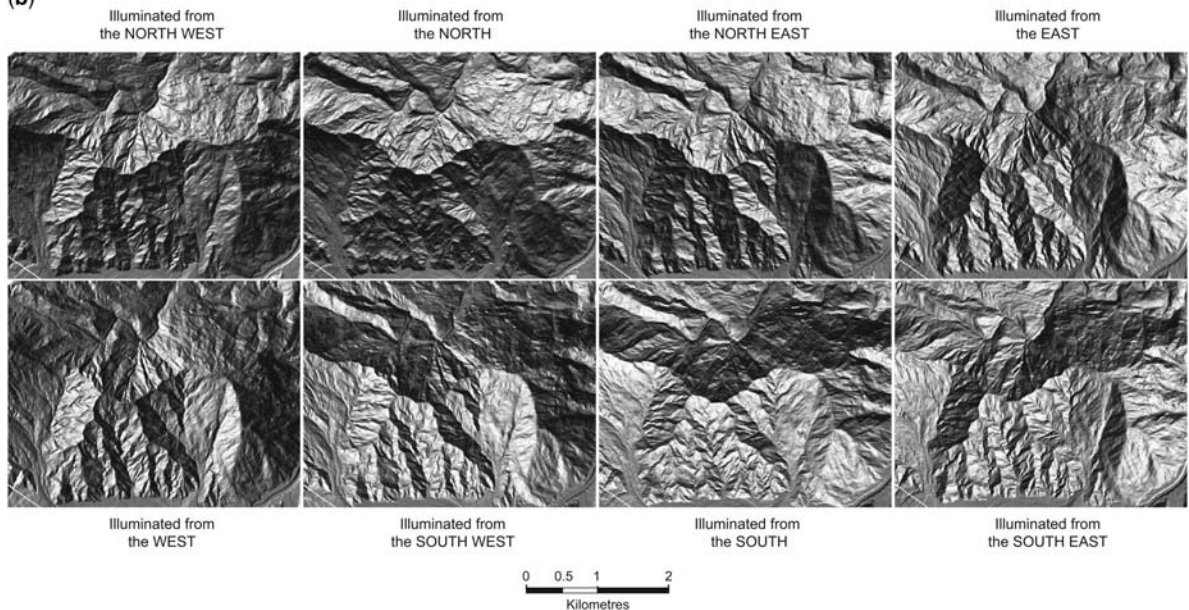 (b)
Illuminated from
the NORTH WEST
Illuminated from
the NORTH
Illuminated from
the NORTH EAST
Illuminated from
the EAST
Illuminated from
the WEST
Illuminated from
the SOUTH WEST
Illuminated from
the SOUTH
Illuminated from
the SOUTH EAST
0 0.5 1 2
Kilometres